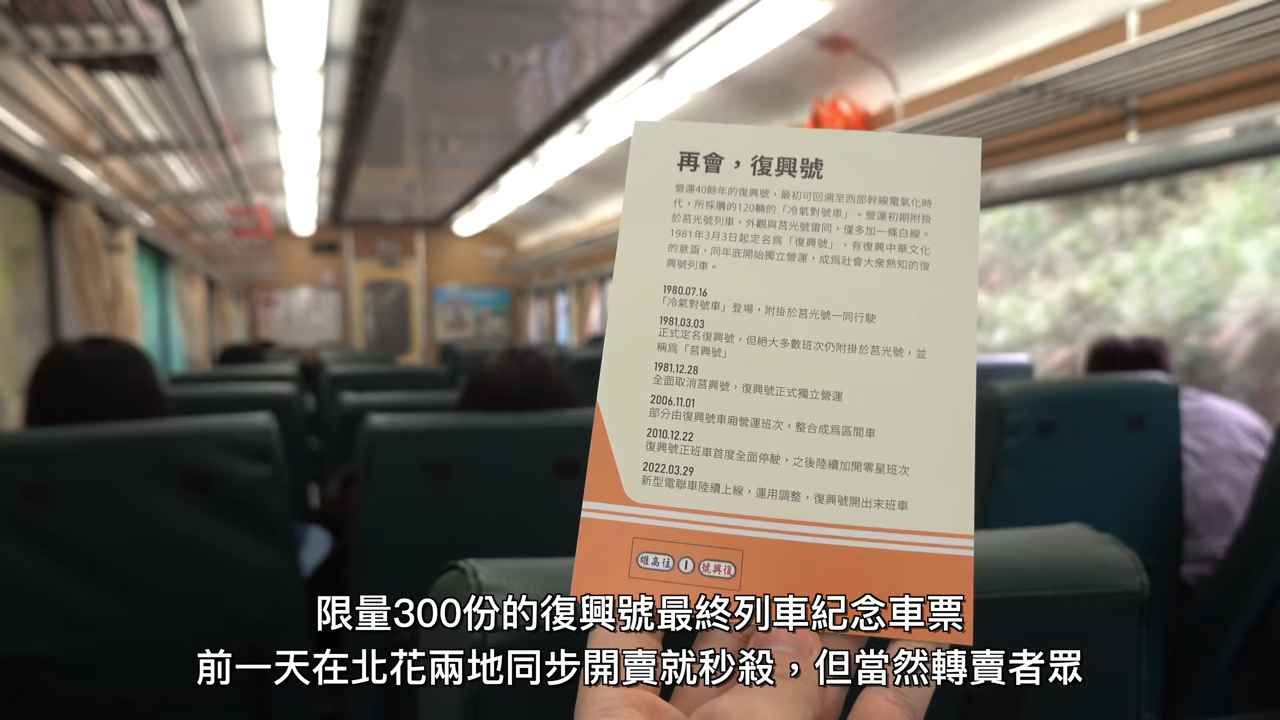 再會，復興號
營運40餘年的復興號，最初可回溯至西部幹線電氣化時
代，所採購的120輛的「冷氣對號車」。營運初期附掛
於莒光號列車，外觀與莒光號雷同，僅多加一條白線。
1981年3月3日起定名為「復興號」，有復興中華文化
的意涵，同年底開始獨立營運，成為社會大眾熟知的復
興號列車。
1980.07.16
「冷氣對號車」登場，附掛於莒光號一同行駛
1981.03.03
正式定名復興號，但絕大多數班次仍附掛於莒光號，並
稱為「莒興號」
1981.12.28
全面取消莒興號，復興號正式獨立營運
2006.11.01
部分由復興號車廂營運班次，整合成為區間車
2010.12.22
復興號正班車首度全面停駛，之後陸續加開零星班次
2022.03.29
新型電聯車陸續上線，運用調整，復興號開出末班車
雄高往 1 號興復
限量300份的復興號最終列車紀念車票
前一天在北花兩地同步開賣就秒殺，但當然轉賣者眾